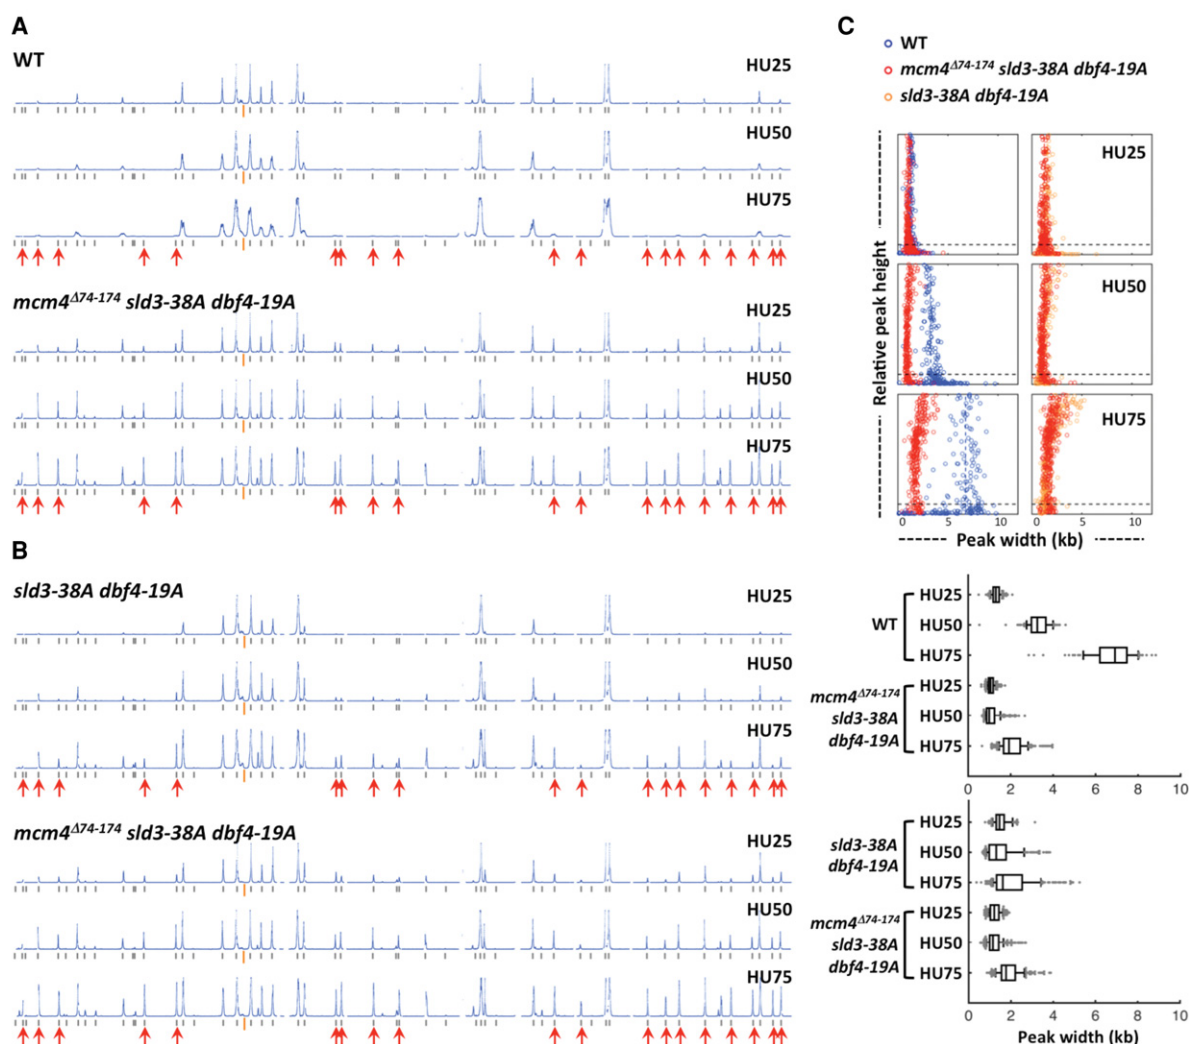 A
WT
HU25
HU50
HU75
mcm4Δ74-174 sld3-38A dbf4-19A
HU25
HU50
HU75
B
sld3-38A dbf4-19A
HU25
HU50
HU75
mcm4Δ74-174 sld3-38A dbf4-19A
HU25
HU50
HU75
C
WT
mcm4Δ74-174 sld3-38A dbf4-19A
sld3-38A dbf4-19A
Relative peak height
HU25
HU50
HU75
0 5 10 0 5 10
Peak width (kb)
WT
HU25
HU50
HU75
mcm4Δ74-174
sld3-38A
dbf4-19A
HU25
HU50
HU75
0 2 4 6 8 10
sld3-38A
dbf4-19A
HU25
HU50
HU75
mcm4Δ74-174
sld3-38A
dbf4-19A
HU25
HU50
HU75
0 2 4 6 8 10
Peak width (kb)